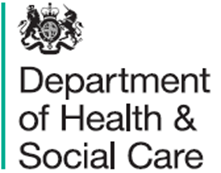 Department
of Health &
Social Care